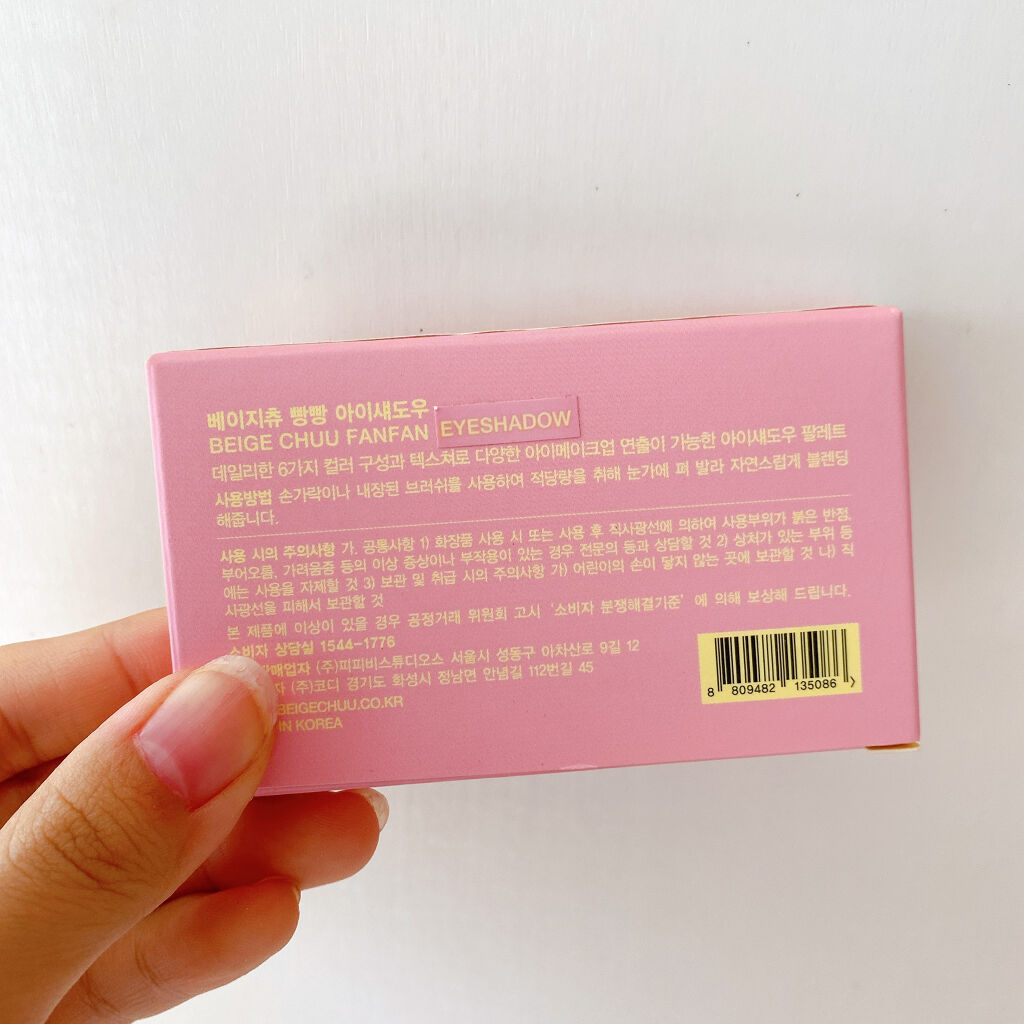 베이지츄 빵빵 아이섀도우
BEIGE CHUU FANFAN EYESHADOW
데일리한 6가지 컬러 구성과 텍스쳐로 다양한 아이메이크업 연출이 가능한 아이섀도우 팔레트
사용방법 손가락이나 내장된 브러쉬를 사용하여 적당량을 취해 눈가에 펴 발라 자연스럽게 블렌딩
해줍니다.
사용 시의 주의사항 가. 공통사항 1) 화장품 사용 시 또는 사용 후 직사광선에 의하여 사용부위가 붉은 반점,
부어오름, 가려움증 등의 이상 증상이나 부작용이 있는 경우 전문의 등과 상담할 것 2) 상처가 있는 부위 등
에는 사용을 자제할 것 3) 보관 및 취급 시의 주의사항 가) 어린이의 손이 닿지 않는 곳에 보관할 것 나) 직
사광선을 피해서 보관할 것
본 제품에 이상이 있을 경우 공정거래 위원회 고시 '소비자 분쟁해결기준' 에 의해 보상해 드립니다.
소비자 상담실 1544-1776
매업자 (주)피피비스튜디오스 서울시 성동구 아차산로 9길 12
자 (주)코디 경기도 화성시 정남면 안녕길 112번길 45
BEIGECHUU.CO.KR
IN KOREA
8 809482 135086 >